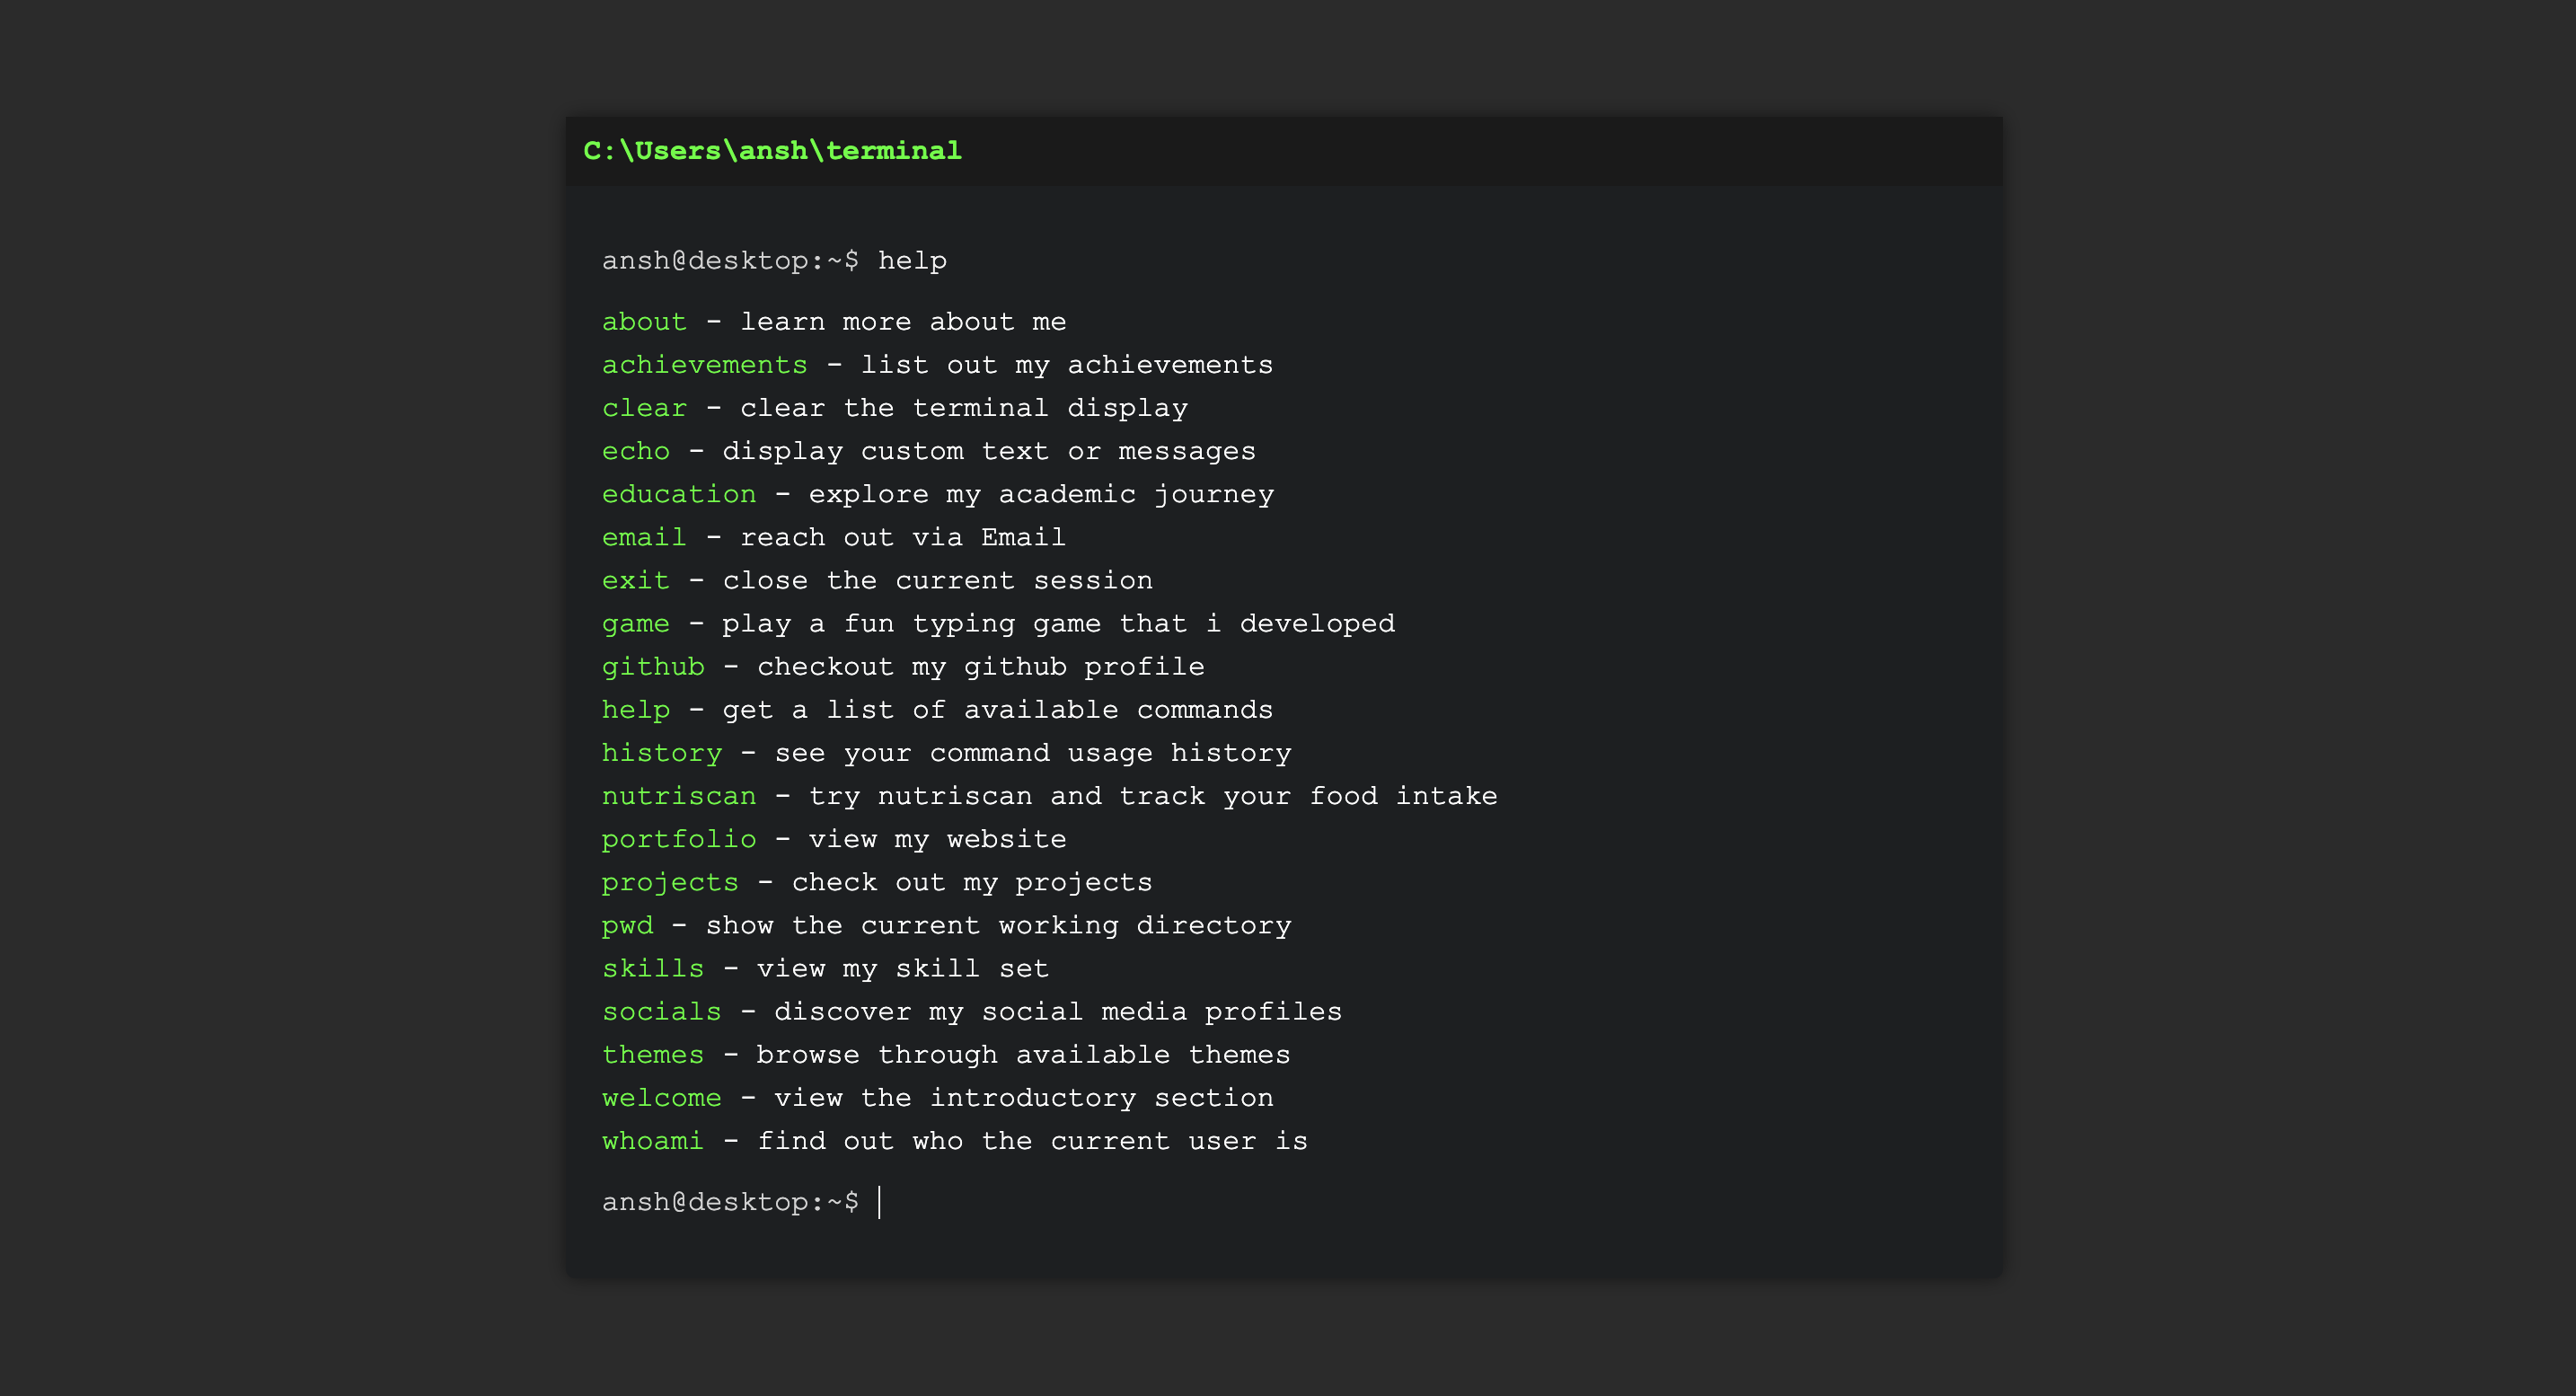 C:\Users\ansh\terminal
ansh@desktop:~$ help
about - learn more about me
achievements - list out my achievements
clear - clear the terminal display
echo - display custom text or messages
education - explore my academic journey
email - reach out via Email
exit - close the current session
game - play a fun typing game that i developed
github - checkout my github profile
help - get a list of available commands
history - see your command usage history
nutriscan - try nutriscan and track your food intake
portfolio - view my website
projects - check out my projects
pwd - show the current working directory
skills - view my skill set
socials - discover my social media profiles
themes - browse through available themes
welcome - view the introductory section
whoami - find out who the current user is
ansh@desktop:~$